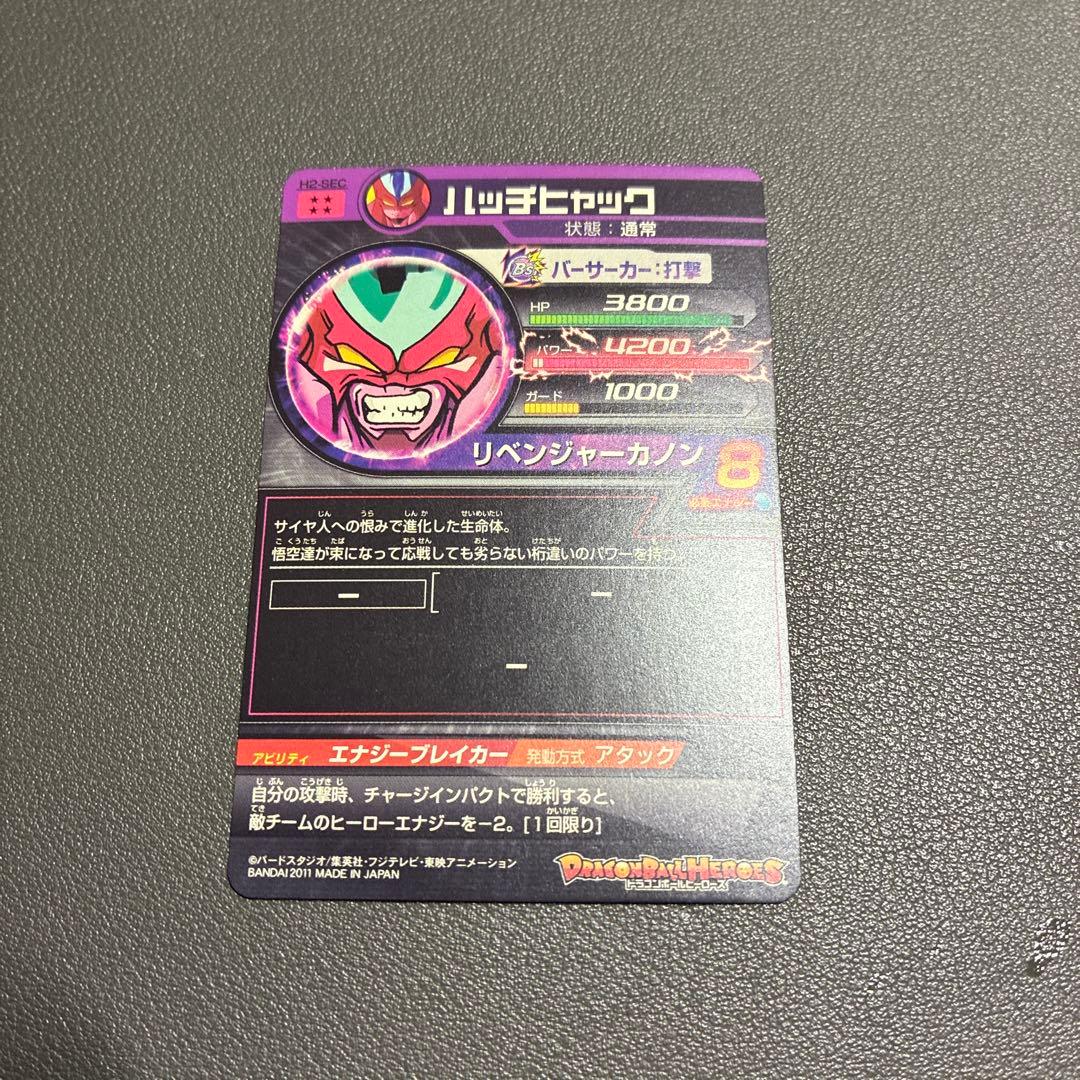 H2-SEC
ハッチヒャック
状態：通常
Bs バーサーカー：打撃
HP 3800
パワー 4200
ガード 1000
リベンジャーカノン 8
必要エナジー
サイヤ人への恨みで進化した生命体。
悟空達が束になって応戦しても劣らない桁違いのパワーを持つ。
ー
ー
ー
アビリティ エナジーブレイカー 発動方式 アタック
自分の攻撃時、チャージインパクトで勝利すると、
敵チームのヒーローエナジーを－2。[1回限り]
©バードスタジオ/集英社・フジテレビ・東映アニメーション
BANDAI 2011 MADE IN JAPAN
DRAGONBALL HEROES
ドラゴンボールヒーローズ